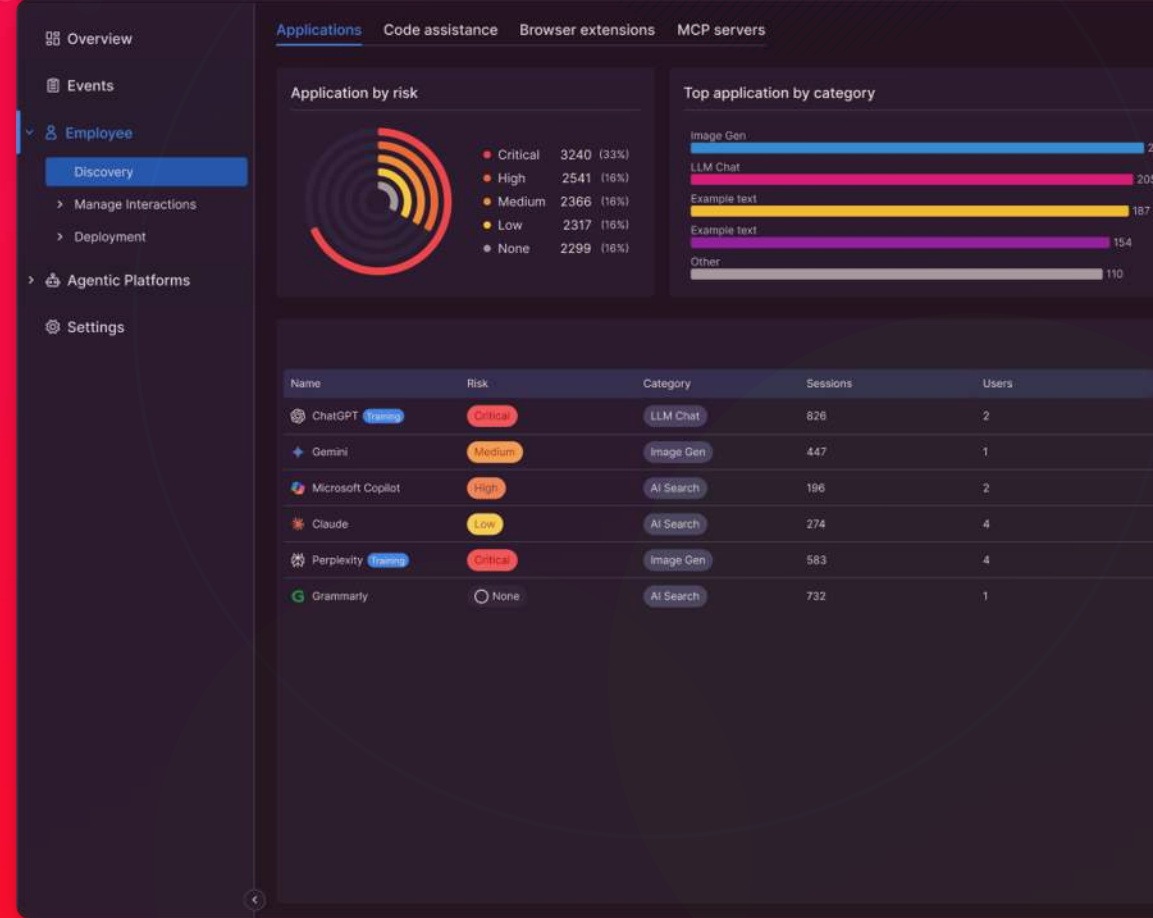 Overview
Events
Employee
Discovery
Manage Interactions
Deployment
Agentic Platforms
Settings
Applications Code assistance Browser extensions MCP servers
Application by risk
Critical 3240 (33%)
High 2541 (16%)
Medium 2366 (16%)
Low 2317 (16%)
None 2299 (16%)
Top application by category
Image Gen
2
LLM Chat
205
Example text
187
Example text
154
Other
110
Name Risk Category Sessions Users
ChatGPT Training Critical LLM Chat 826 2
Gemini Medium Image Gen 447 1
Microsoft Copilot High AI Search 196 2
Claude Low AI Search 274 4
Perplexity Training Critical Image Gen 583 4
Grammarly None AI Search 732 1